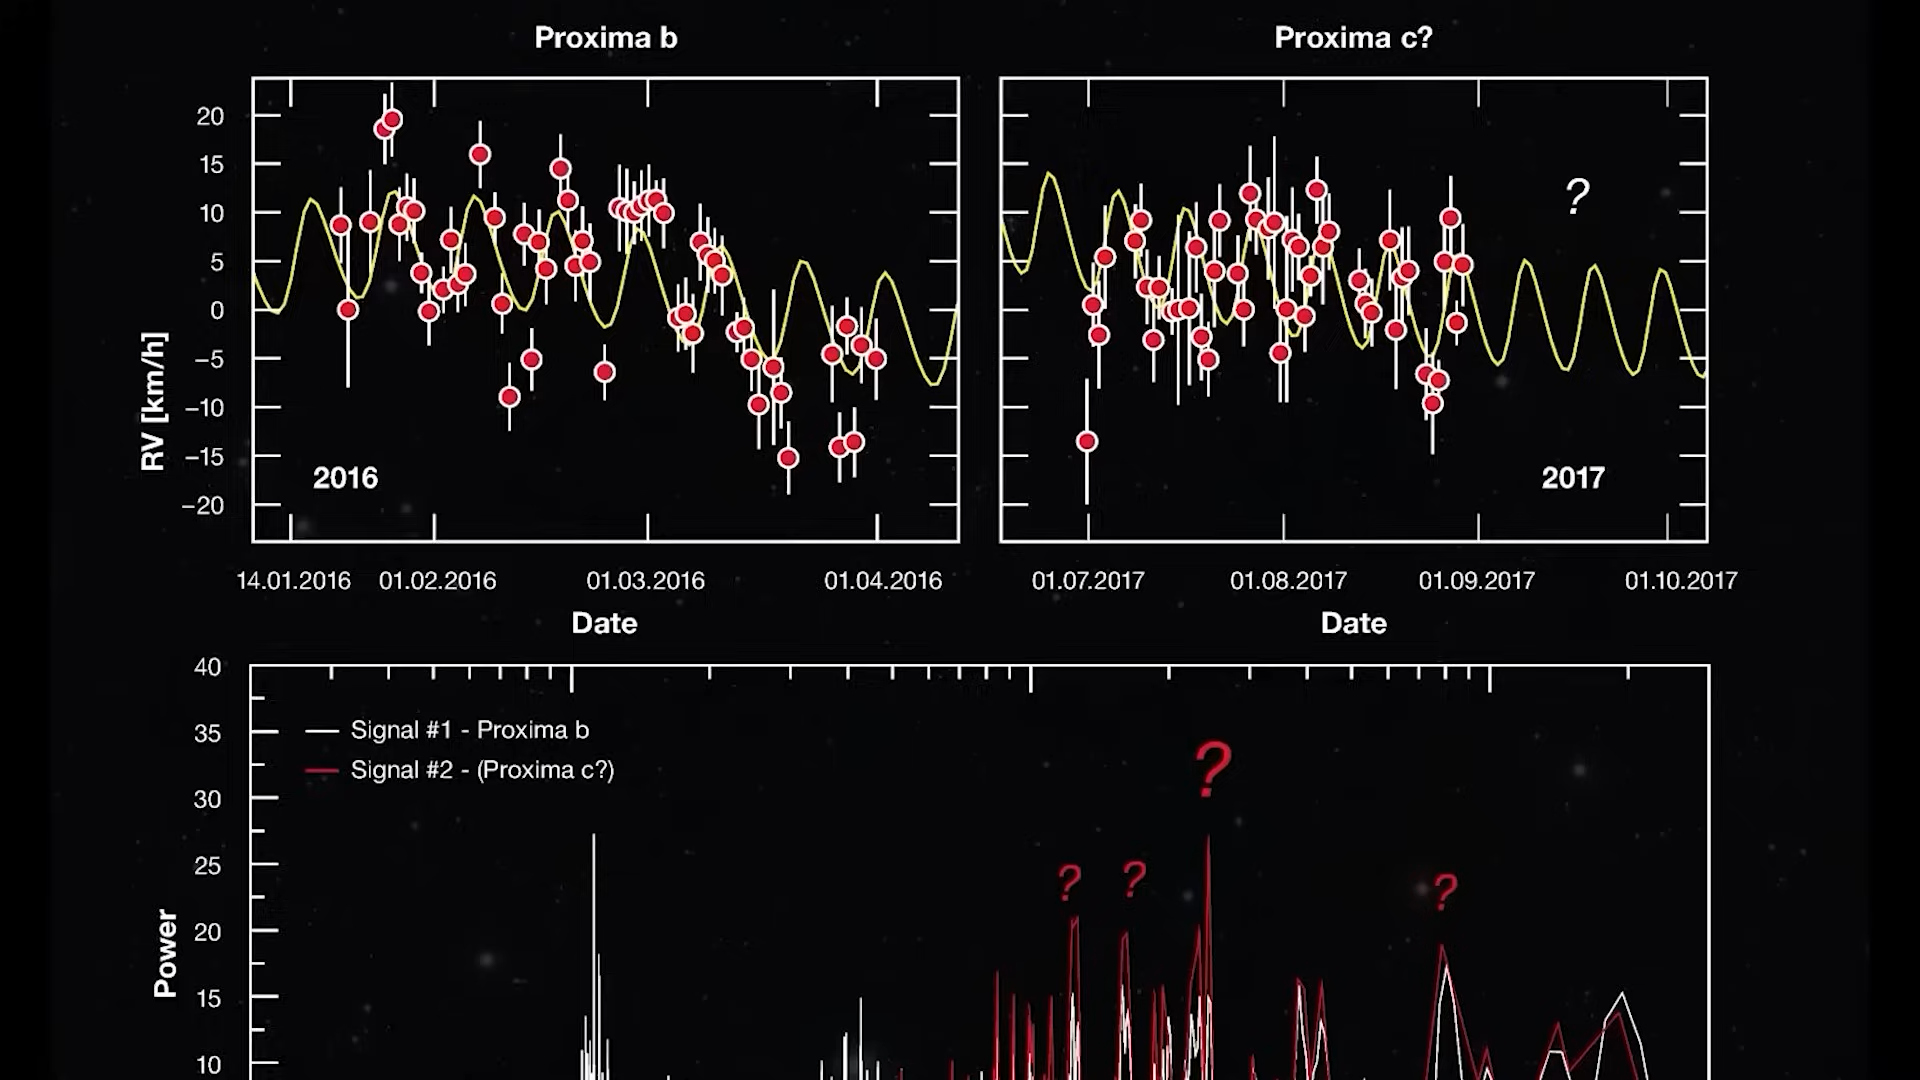 Proxima b
Proxima c?
20
15
10
5
0
−5
−10
−15
−20
RV [km/h]
?
2016
2017
14.01.2016 01.02.2016 01.03.2016 01.04.2016
01.07.2017 01.08.2017 01.09.2017 01.10.2017
Date
Date
40
35
30
25
20
15
10
Power
Signal #1 - Proxima b
Signal #2 - (Proxima c?)
?
? ? ?